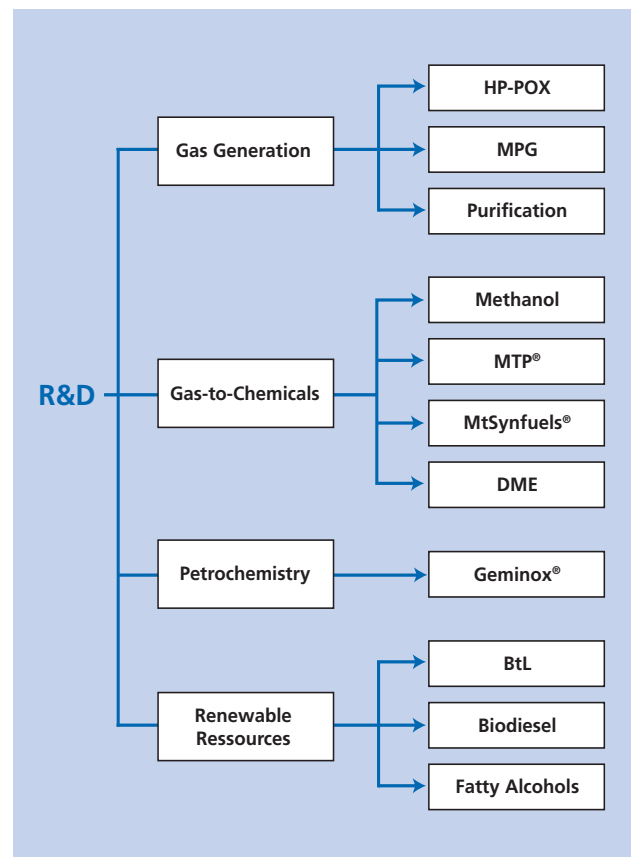 HP-POX
Gas Generation
MPG
Purification
Methanol
MTP®
R&D
Gas-to-Chemicals
MtSynfuels®
DME
Petrochemistry
Geminox®
BtL
Renewable
Ressources
Biodiesel
Fatty Alcohols